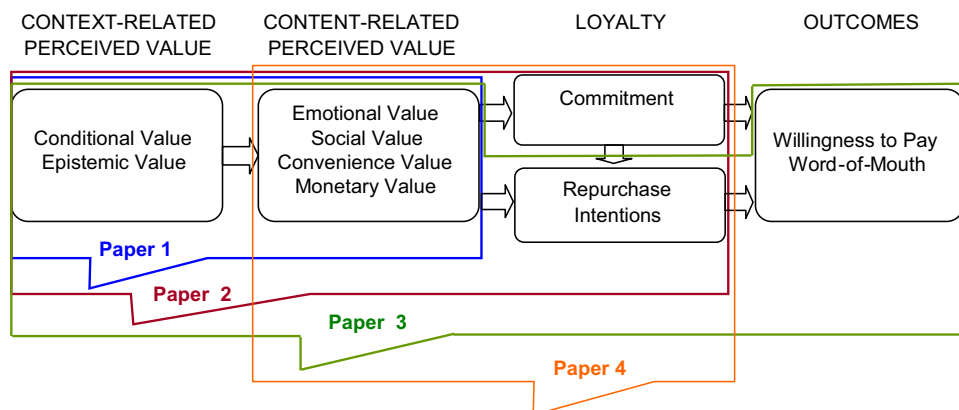 CONTEXT-RELATED
PERCEIVED VALUE
CONTENT-RELATED
PERCEIVED VALUE
LOYALTY
OUTCOMES
Conditional Value
Epistemic Value
Emotional Value
Social Value
Convenience Value
Monetary Value
Commitment
Repurchase
Intentions
Willingness to Pay
Word-of-Mouth
Paper 1
Paper 2
Paper 3
Paper 4